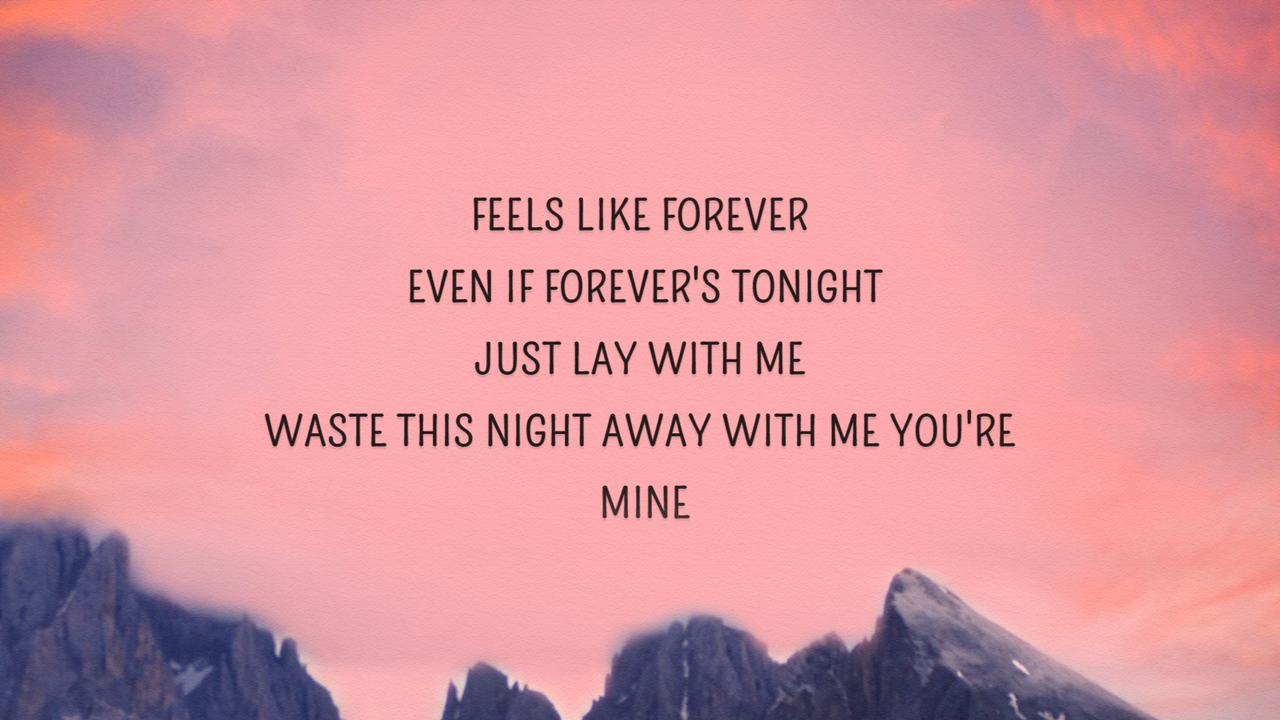 FEELS LIKE FOREVER
EVEN IF FOREVER'S TONIGHT
JUST LAY WITH ME
WASTE THIS NIGHT AWAY WITH ME YOU'RE
MINE